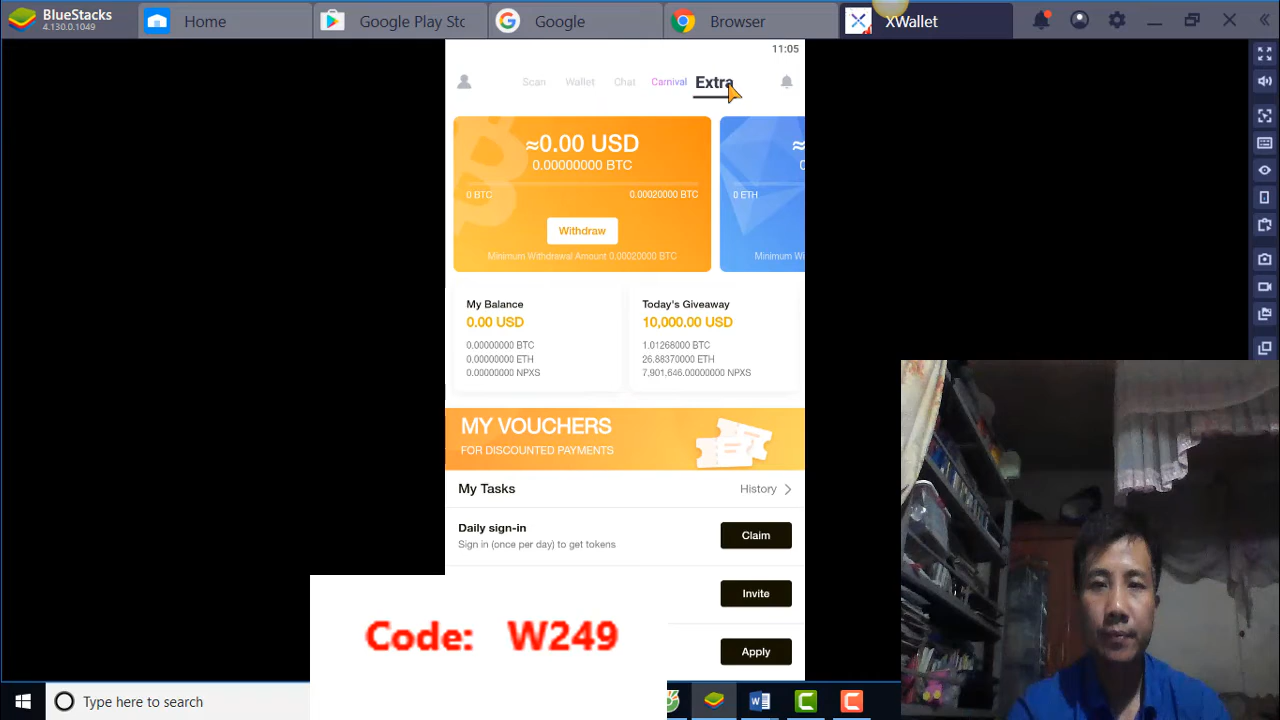 BlueStacks
4.130.0.1049
Home
Google Play Sto
Google
Browser
XWallet
11:05
Scan
Wallet
Chat
Carnival
Extra
≈0.00 USD
0.00000000 BTC
0 BTC
0.00020000 BTC
Withdraw
Minimum Withdrawal Amount 0.00020000 BTC
≈
0 ETH
Minimum Wi
My Balance
0.00 USD
0.00000000 BTC
0.00000000 ETH
0.00000000 NPXS
Today's Giveaway
10,000.00 USD
1.01268000 BTC
26.88370000 ETH
7,901,646.00000000 NPXS
MY VOUCHERS
FOR DISCOUNTED PAYMENTS
My Tasks
History
Daily sign-in
Sign in (once per day) to get tokens
Claim
Invite
Apply
Code: W249
Type here to search